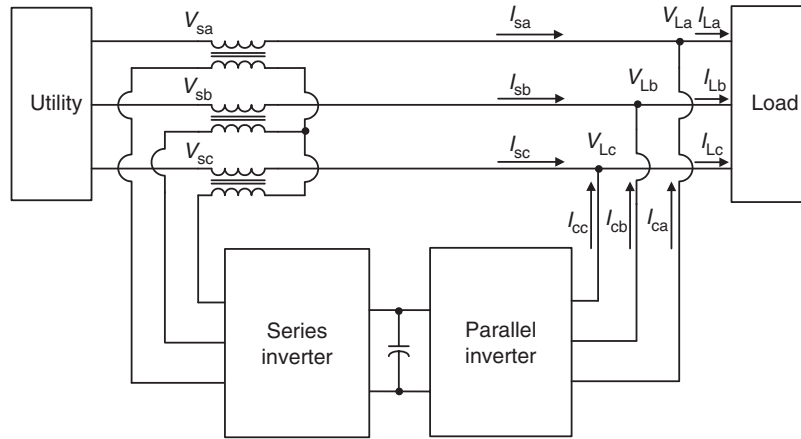 V_sa
I_sa
V_La
I_La
Utility
V_sb
I_sb
V_Lb
I_Lb
Load
V_sc
I_sc
V_Lc
I_Lc
I_cc
I_cb
I_ca
Series
inverter
Parallel
inverter